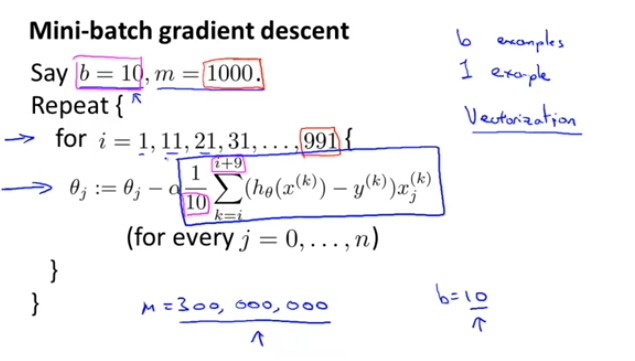 Mini-batch gradient descent
b examples
Say b = 10, m = 1000.
1 example
Repeat {
Vectorization
for i = 1, 11, 21, 31, . . . , 991 {
θ_j := θ_j − α 1/10 ∑_{k=i}^{i+9} (h_θ(x^{(k)}) − y^{(k)}) x_j^{(k)}
(for every j = 0, . . . , n)
}
}
M = 300, 000, 000
b = 10